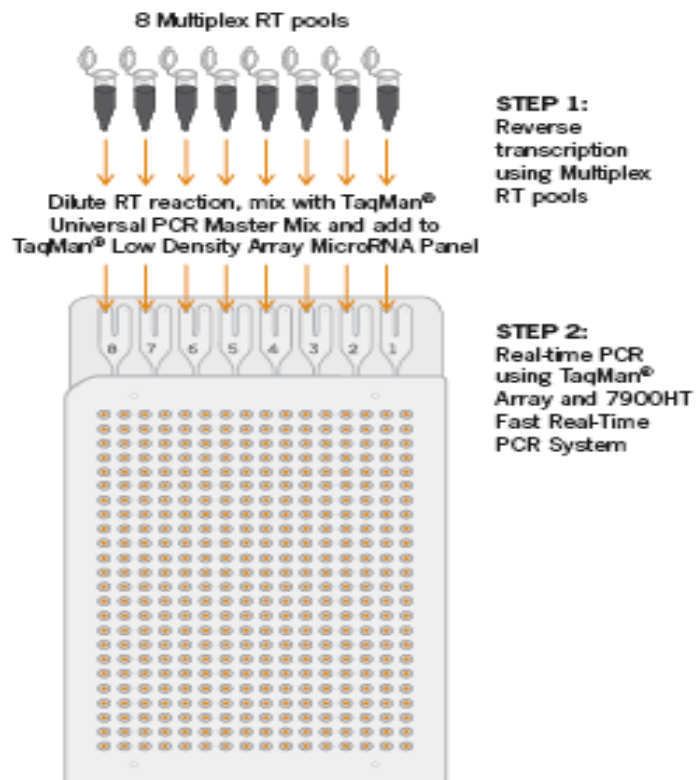 8 Multiplex RT pools
STEP 1:
Reverse
transcription
using Multiplex
RT pools
Dilute RT reaction, mix with TaqMan®
Universal PCR Master Mix and add to
TaqMan® Low Density Array MicroRNA Panel
8 7 6 5 4 3 2 1
STEP 2:
Real-time PCR
using TaqMan®
Array and 7900HT
Fast Real-Time
PCR System